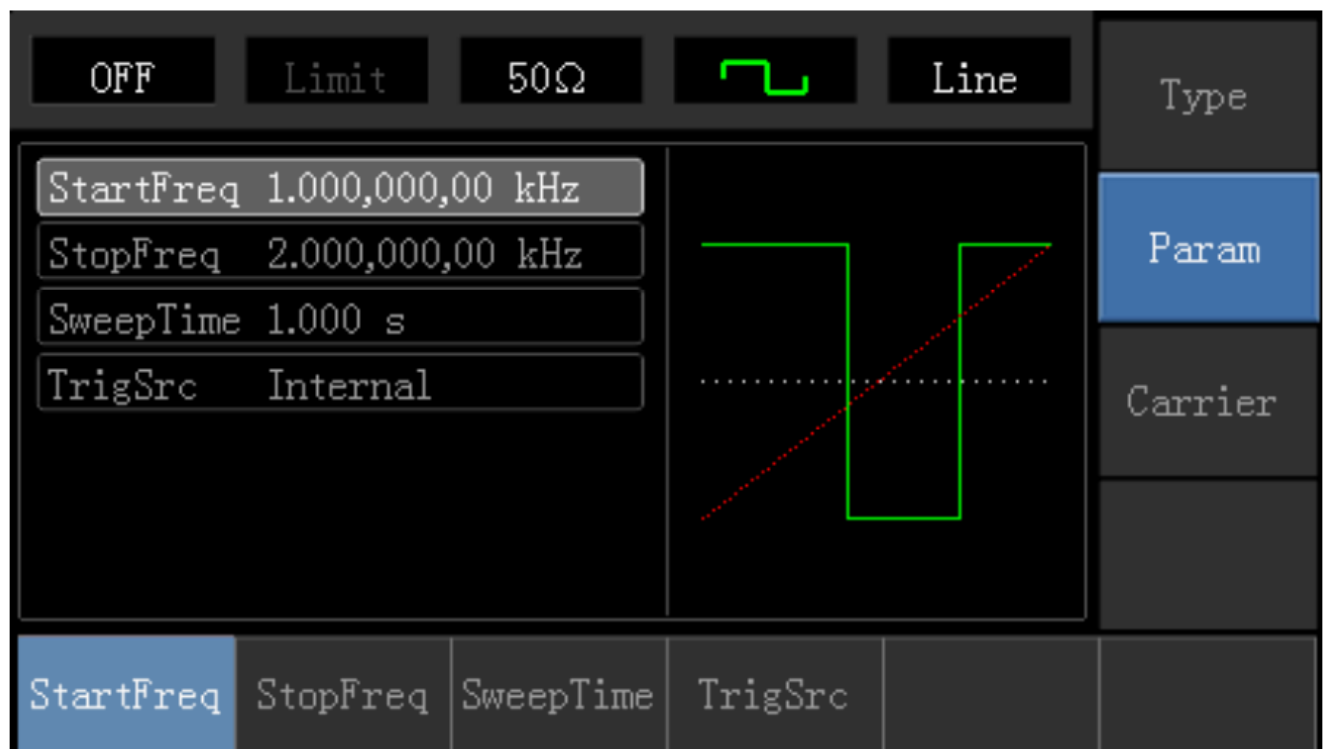 OFF Limit 50Ω Line
Type
StartFreq 1.000,000,00 kHz
StopFreq 2.000,000,00 kHz
SweepTime 1.000 s
TrigSrc Internal
Param
Carrier
StartFreq StopFreq SweepTime TrigSrc